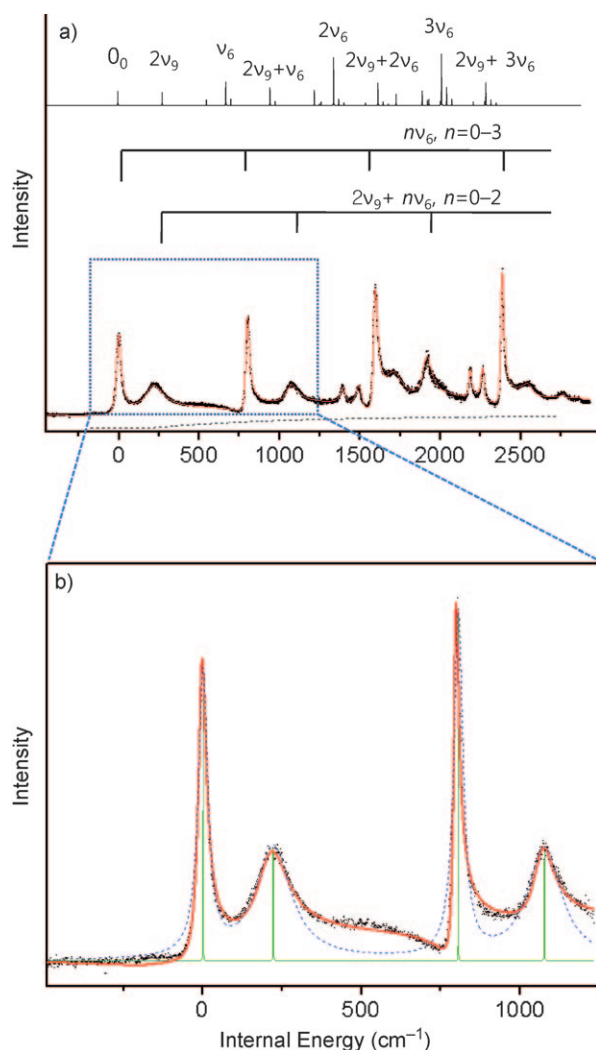 a)
0₀ 2ν₉ ν₆ 2ν₉+ν₆ 2ν₆ 2ν₉+2ν₆ 3ν₆ 2ν₉+ 3ν₆
nν₆, n=0–3
2ν₉+ nν₆, n=0–2
Intensity
0 500 1000 1500 2000 2500
b)
Intensity
0 500 1000
Internal Energy (cm⁻¹)